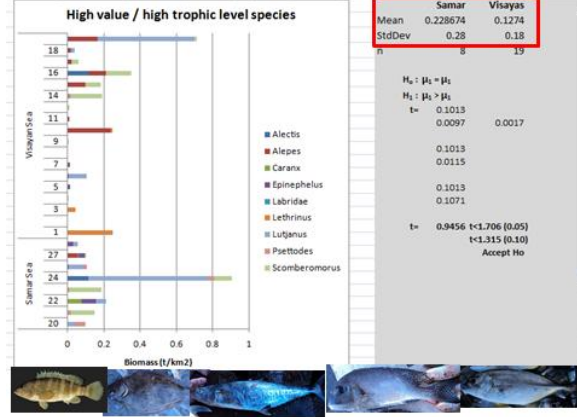 High value / high trophic level species
18
16
14
11
9
7
5
3
1
27
24
22
20
Visayan Sea
Samar Sea
0
0.2
0.4
0.6
0.8
1
Biomass (t/km2)
Alectis
Alepes
Caranx
Epinephelus
Labridae
Lethrinus
Lutjanus
Psettodes
Scomberomorus
Samar Visayas
Mean 0.228674 0.1274
StdDev 0.28 0.18
n 8 19
Ho : μ1 = μ1
H1 : μ1 > μ1
t= 0.1013
0.0097 0.0017
0.1013
0.0115
0.1013
0.1071
t= 0.9456 t<1.706 (0.05)
t<1.315 (0.10)
Accept Ho